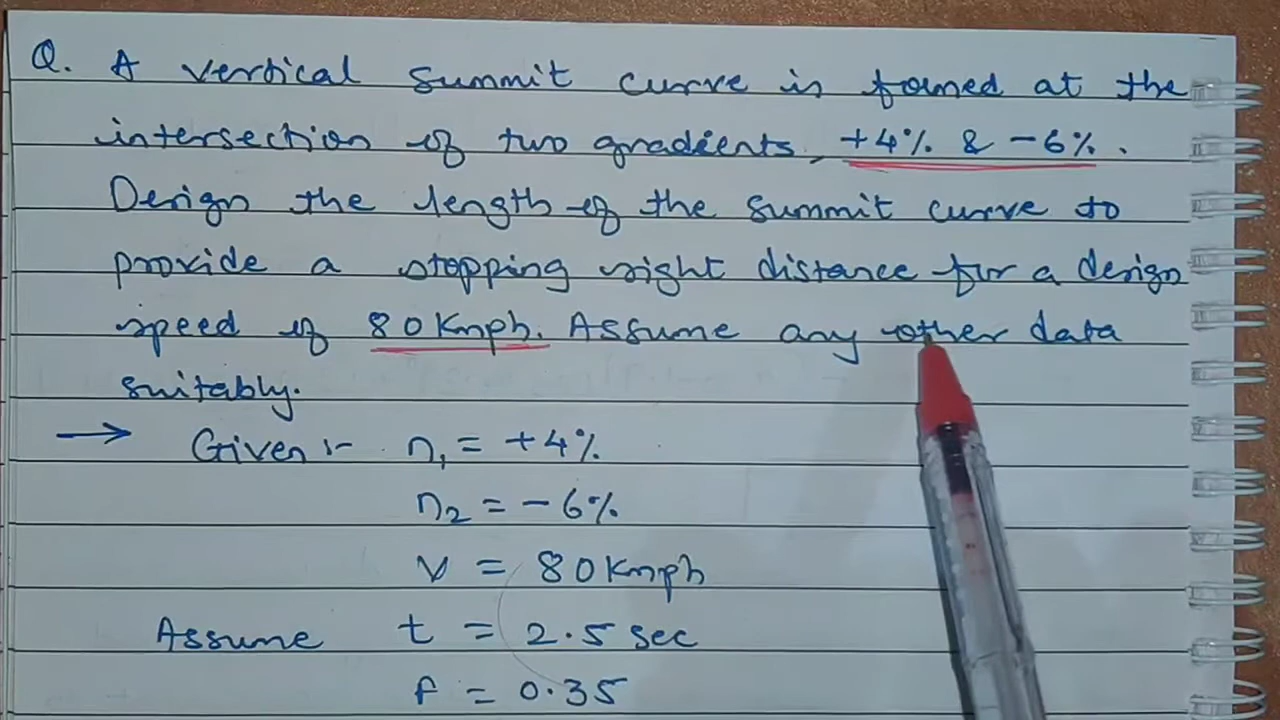 Q. A vertical summit curve is formed at the
intersection of two gradients, +4% & -6%.
Design the length of the summit curve to
provide a stopping sight distance for a design
speed of 80 Kmph. Assume any other data
suitably.
→ Given :- n₁ = +4%
n₂ = -6%
V = 80 Kmph
Assume t = 2.5 sec
f = 0.35